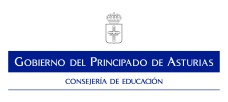 GOBIERNO DEL PRINCIPADO DE ASTURIAS
CONSEJERÍA DE EDUCACIÓN